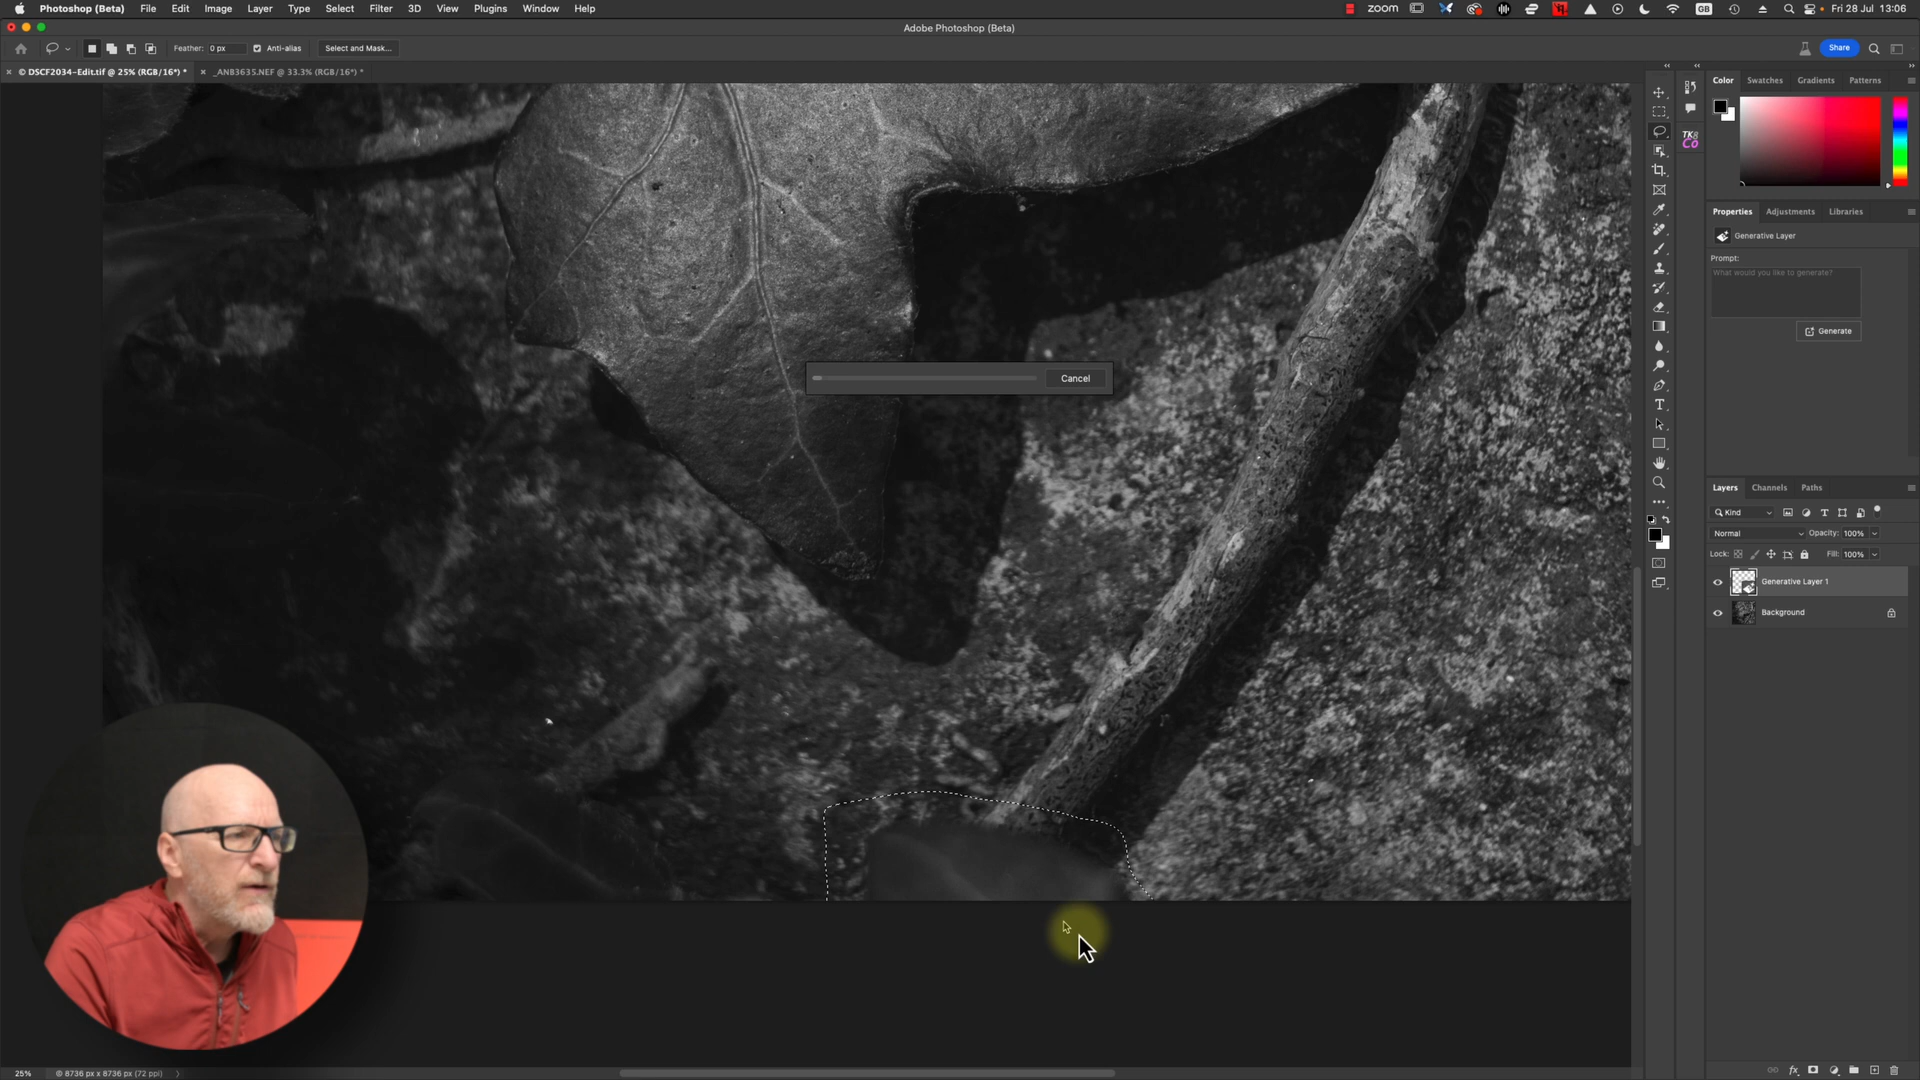 Photoshop (Beta) File Edit Image Layer Type Select Filter 3D View Plugins Window Help zoom GB Fri 28 Jul 13:06
Adobe Photoshop (Beta)
Feather: 0 px Anti-alias Select and Mask... Share
© DSCF2034-Edit.tif @ 25% (RGB/16*) * _ANB3635.NEF @ 33.3% (RGB/16*) *
Color Swatches Gradients Patterns
TK8
Co
Properties Adjustments Libraries
Generative Layer
Prompt:
What would you like to generate?
Generate
Cancel
Layers Channels Paths
Kind
Normal Opacity: 100%
Lock: Fill: 100%
Generative Layer 1
Background
25% © 8736 px x 8736 px (72 ppi)